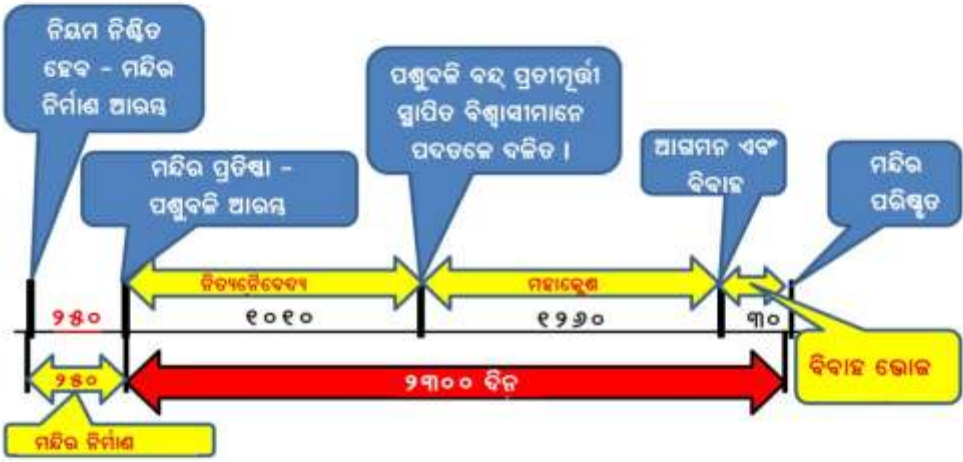 ନିୟମ ନିଶ୍ଚିତ
ହେବ – ମନ୍ଦିର
ନିର୍ମାଣ ଆରମ୍ଭ
ମନ୍ଦିର ପ୍ରତିଷ୍ଠା –
ପଶୁବଳି ଆରମ୍ଭ
ପଶୁବଳି ବନ୍ଦ୍ ପ୍ରତୀମୂର୍ତ୍ତୀ
ସ୍ଥାପିତ ବିଶ୍ୱାସୀମାନେ
ପଦତଳେ ଦଳିତ ।
ଆଗମନ ଏବଂ
ବିବାହ
ମନ୍ଦିର
ପରିଷ୍କୃତ
ନିତ୍ୟନୈବେଦ୍ୟ
ମହାକ୍ଳେଶ
୨୫୦
୧୦୧୦
୧୨୬୦
୩୦
୨୫୦
୨୩୦୦ ଦିନ
ବିବାହ ଭୋଜ
ମନ୍ଦିର ନିର୍ମାଣ